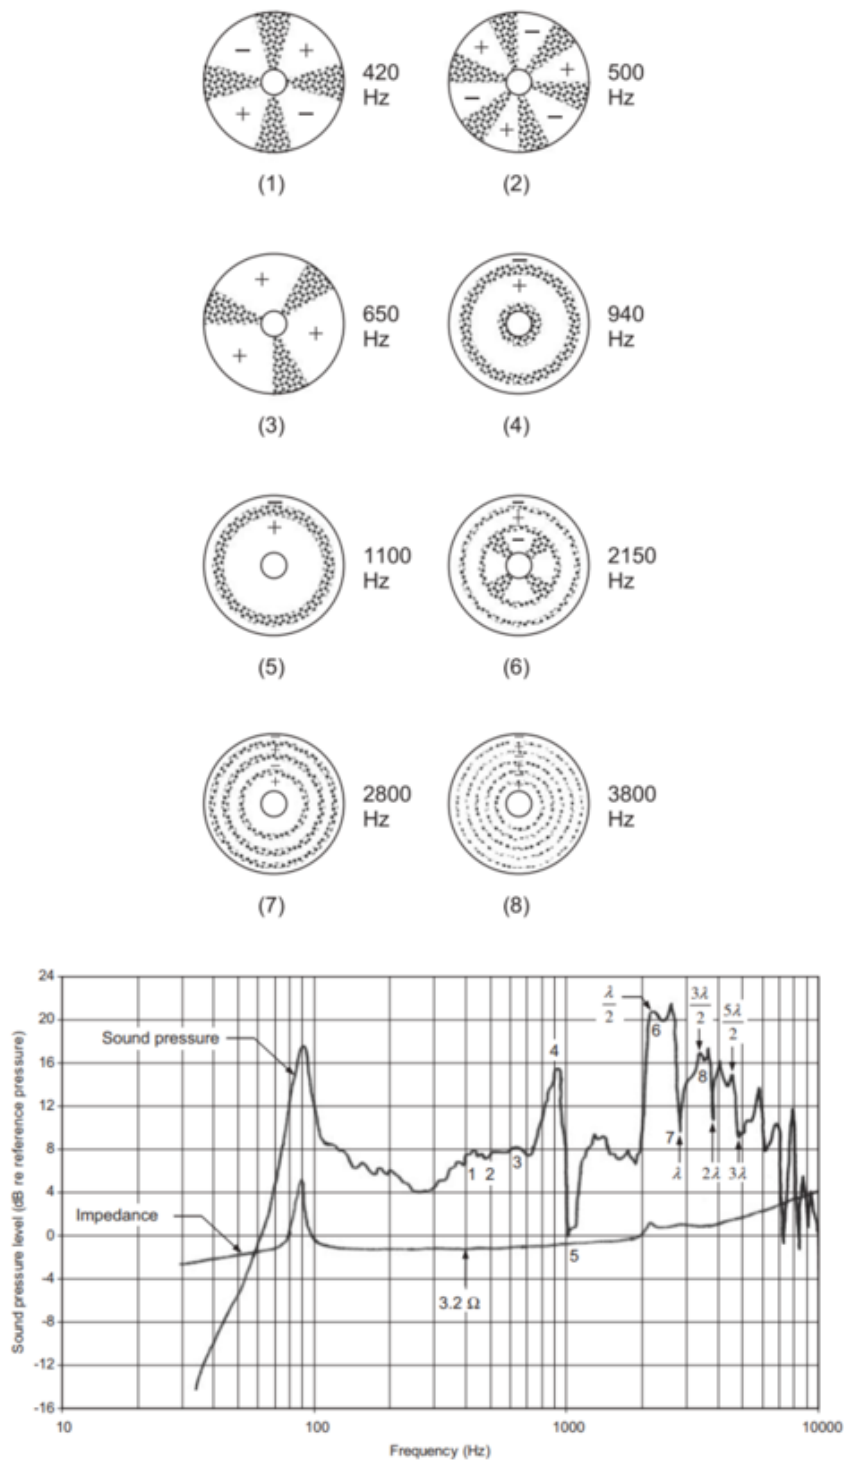 − + + − 420
Hz
(1)
− + + − + − + − 500
Hz
(2)
+ + + 650
Hz
(3)
− + 940
Hz
(4)
− + 1100
Hz
(5)
− + − 2150
Hz
(6)
− + − + 2800
Hz
(7)
3800
Hz
(8)
Sound pressure level (dB re reference pressure)
24
20
16
12
8
4
0
-4
-8
-12
-16
Sound pressure
Impedance
3.2 Ω
1
2
3
4
5
6
7
8
λ/2
3λ/2
5λ/2
λ
2λ
3λ
10
100
1000
10000
Frequency (Hz)